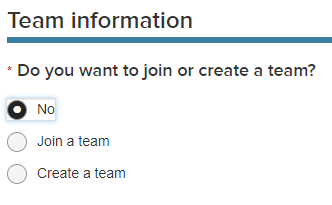 Team information
* Do you want to join or create a team?
No
Join a team
Create a team